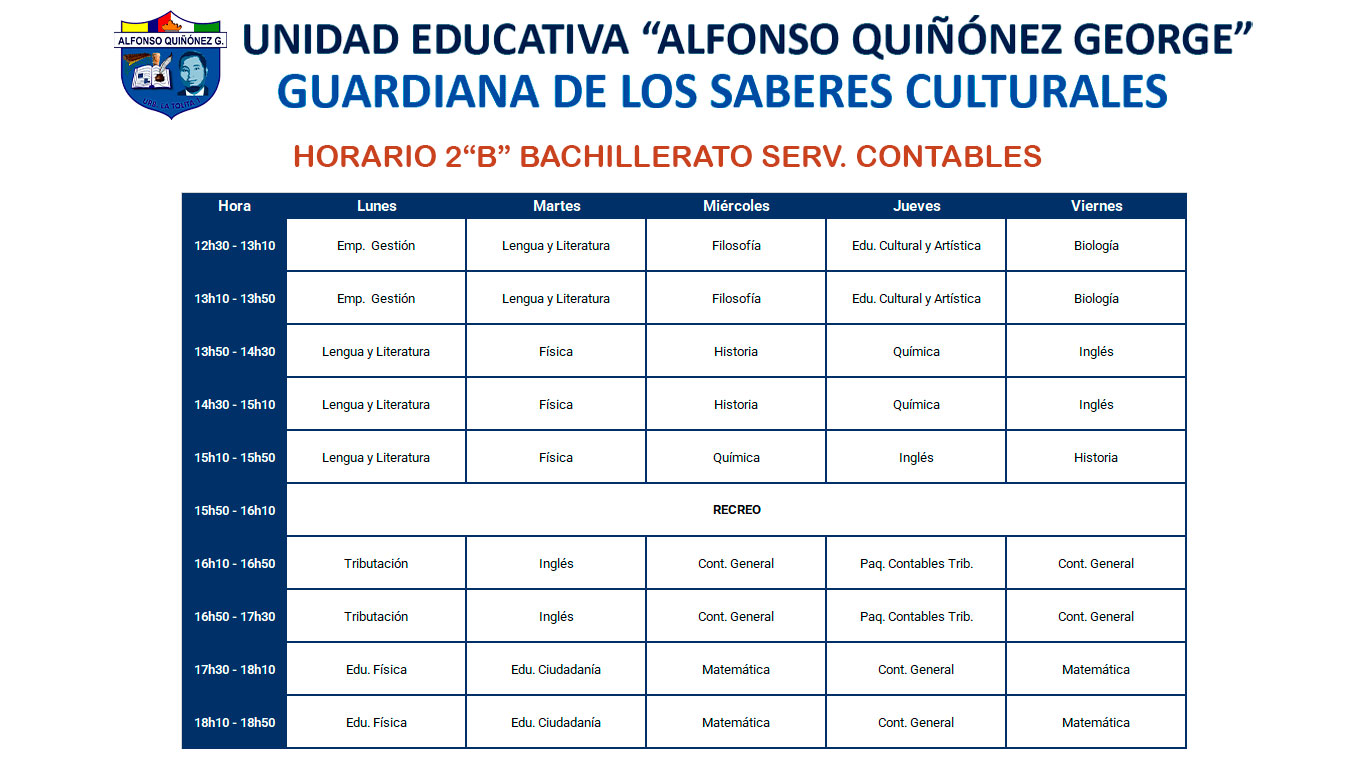 ALFONSO QUIÑÓNEZ G.
URB. LA TOLITA 1
UNIDAD EDUCATIVA “ALFONSO QUIÑÓNEZ GEORGE”
GUARDIANA DE LOS SABERES CULTURALES
HORARIO 2“B” BACHILLERATO SERV. CONTABLES
Hora Lunes Martes Miércoles Jueves Viernes
12h30 - 13h10 Emp. Gestión Lengua y Literatura Filosofía Edu. Cultural y Artística Biología
13h10 - 13h50 Emp. Gestión Lengua y Literatura Filosofía Edu. Cultural y Artística Biología
13h50 - 14h30 Lengua y Literatura Física Historia Química Inglés
14h30 - 15h10 Lengua y Literatura Física Historia Química Inglés
15h10 - 15h50 Lengua y Literatura Física Química Inglés Historia
15h50 - 16h10 RECREO
16h10 - 16h50 Tributación Inglés Cont. General Paq. Contables Trib. Cont. General
16h50 - 17h30 Tributación Inglés Cont. General Paq. Contables Trib. Cont. General
17h30 - 18h10 Edu. Física Edu. Ciudadanía Matemática Cont. General Matemática
18h10 - 18h50 Edu. Física Edu. Ciudadanía Matemática Cont. General Matemática